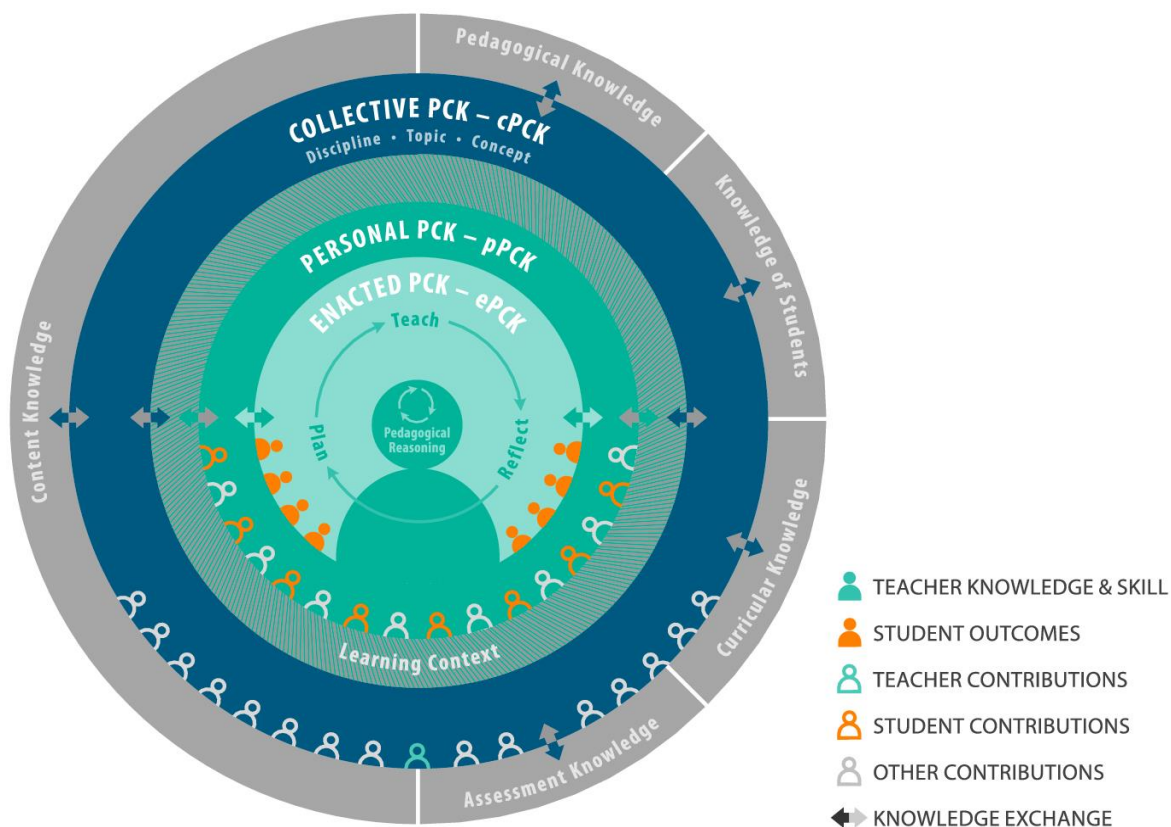 Pedagogical Knowledge
COLLECTIVE PCK – cPCK
Discipline • Topic • Concept
Knowledge of Students
PERSONAL PCK – pPCK
ENACTED PCK – ePCK
Teach
Content Knowledge
Pedagogical
Reasoning
Plan
Reflect
Curricular Knowledge
Learning Context
Assessment Knowledge
TEACHER KNOWLEDGE & SKILL
STUDENT OUTCOMES
TEACHER CONTRIBUTIONS
STUDENT CONTRIBUTIONS
OTHER CONTRIBUTIONS
KNOWLEDGE EXCHANGE